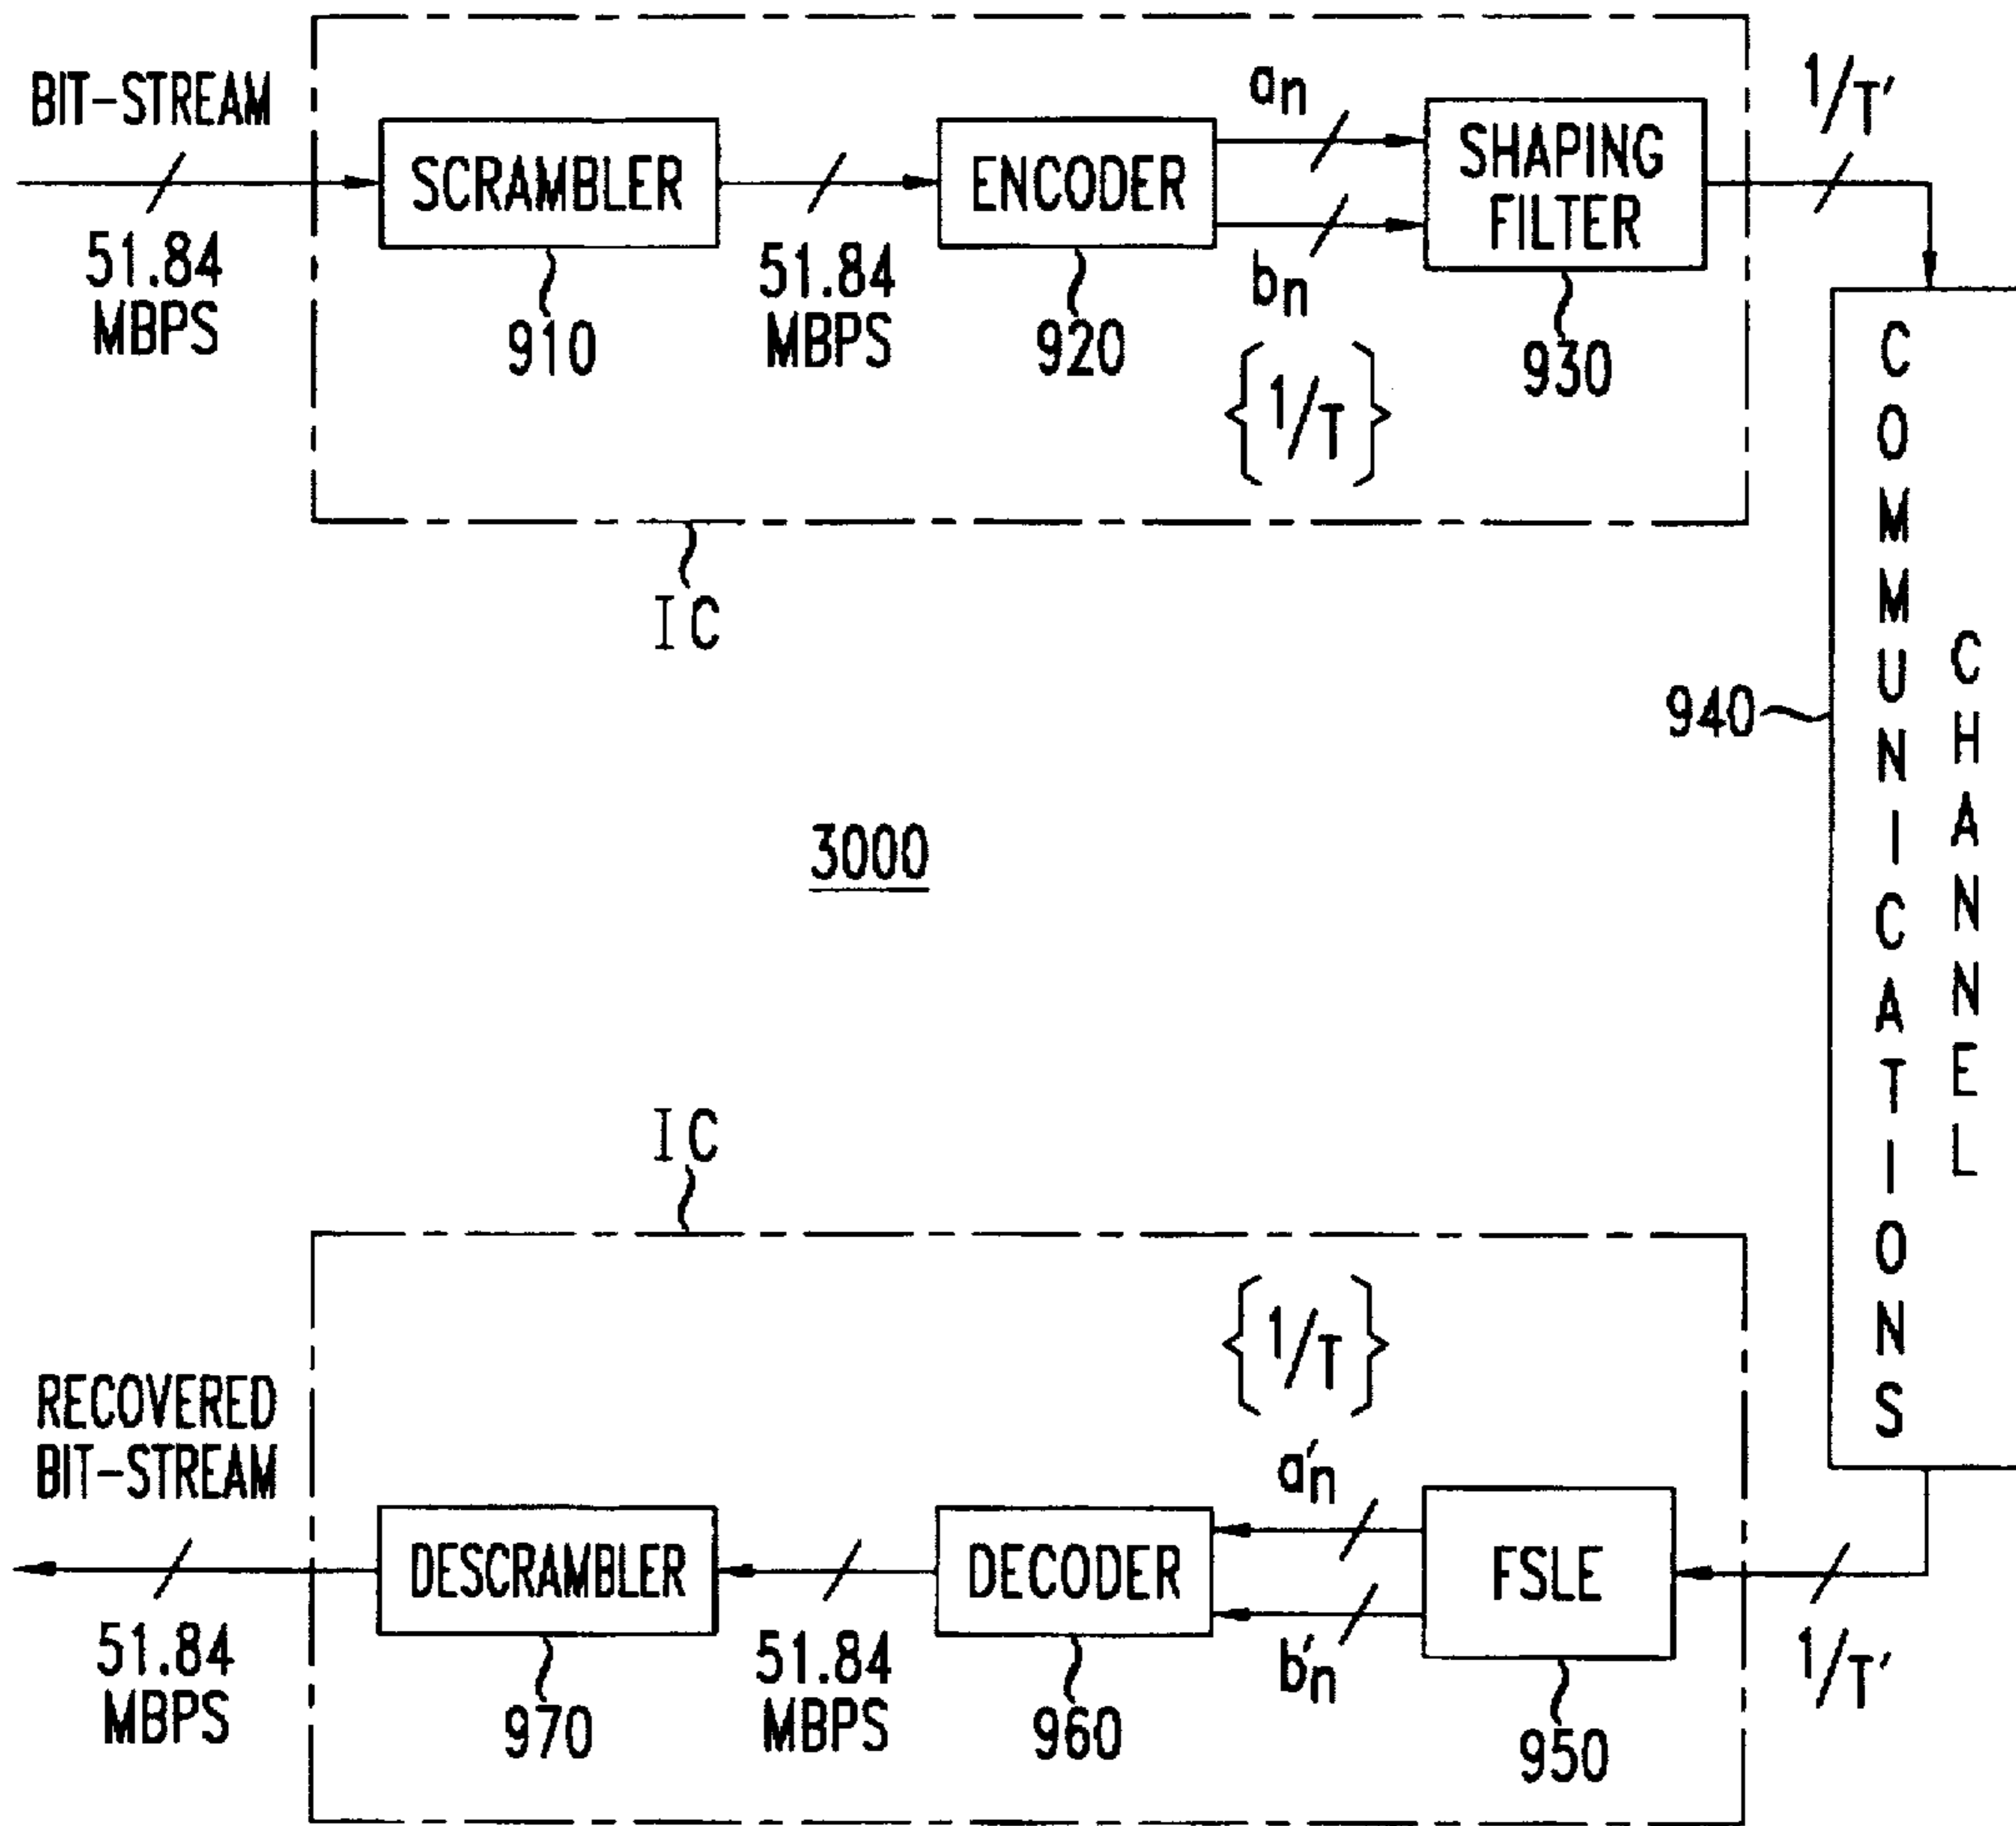 BIT-STREAM
51.84
MBPS
SCRAMBLER
910
51.84
MBPS
ENCODER
920
an
bn
{1/T}
SHAPING
FILTER
930
1/T'
IC
COMMUNICATIONS
CHANNEL
940
3000
IC
{1/T}
RECOVERED
BIT-STREAM
51.84
MBPS
DESCRAMBLER
970
51.84
MBPS
DECODER
960
a'n
b'n
FSLE
950
1/T'